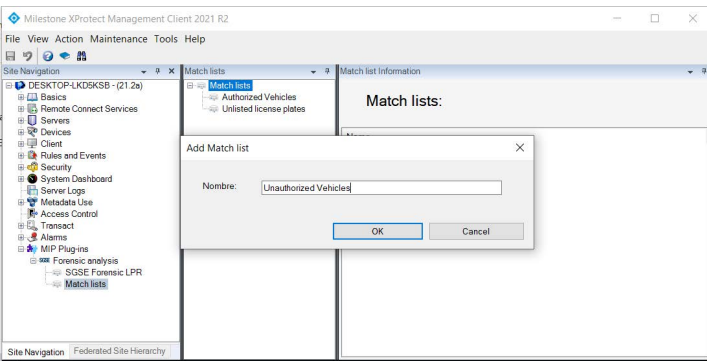 Milestone XProtect Management Client 2021 R2
File View Action Maintenance Tools Help
Site Navigation
DESKTOP-LKD5KSB - (21.2a)
Basics
Remote Connect Services
Servers
Devices
Client
Rules and Events
Security
System Dashboard
Server Logs
Metadata Use
Access Control
Transact
Alarms
MIP Plug-ins
Forensic analysis
SGSE Forensic LPR
Match lists
Site Navigation Federated Site Hierarchy
Match lists
Match lists
Authorized Vehicles
Unlisted license plates
Match list Information
Match lists:
Add Match list
Nombre: Unauthorized Vehicles
OK Cancel